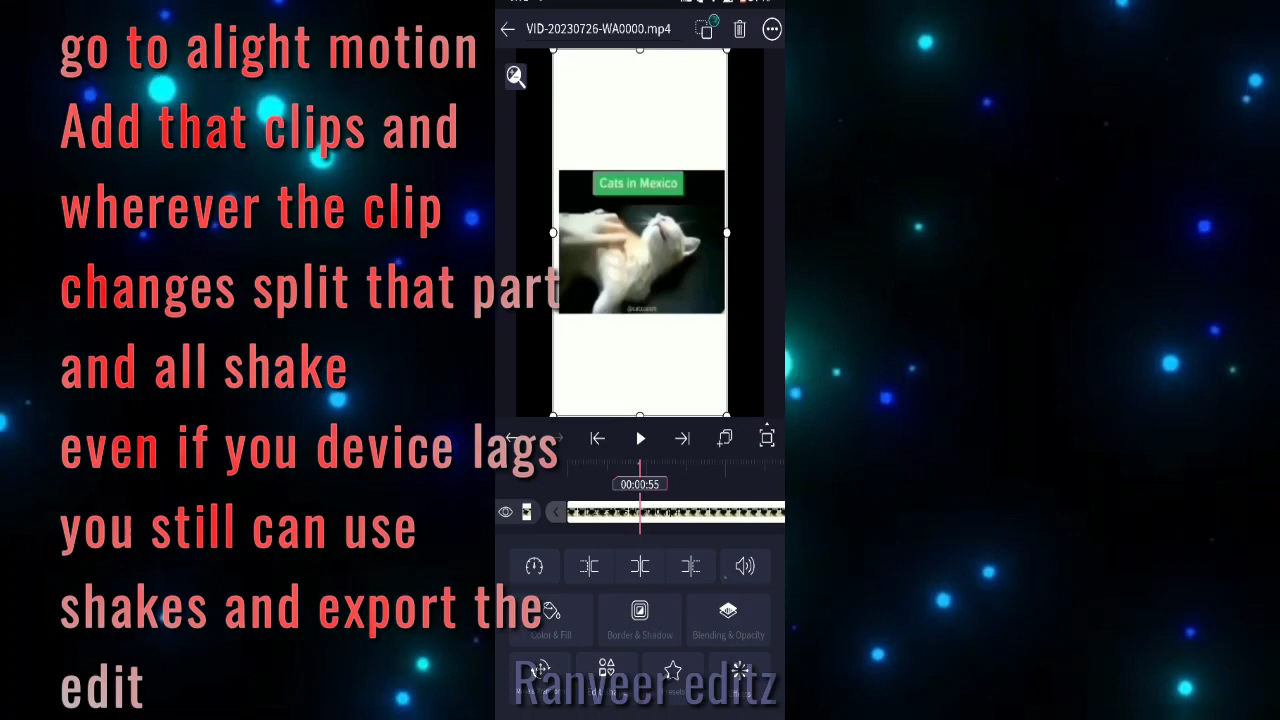 go to alight motion
Add that clips and
wherever the clip
changes split that part
and all shake
even if you device lags
you still can use
shakes and export the
edit
VID-20230726-WA0000.mp4
Cats in Mexico
00:00:55
Color & Fill
Border & Shadow
Blending & Opacity
Presets
Effects
Ranveer editz